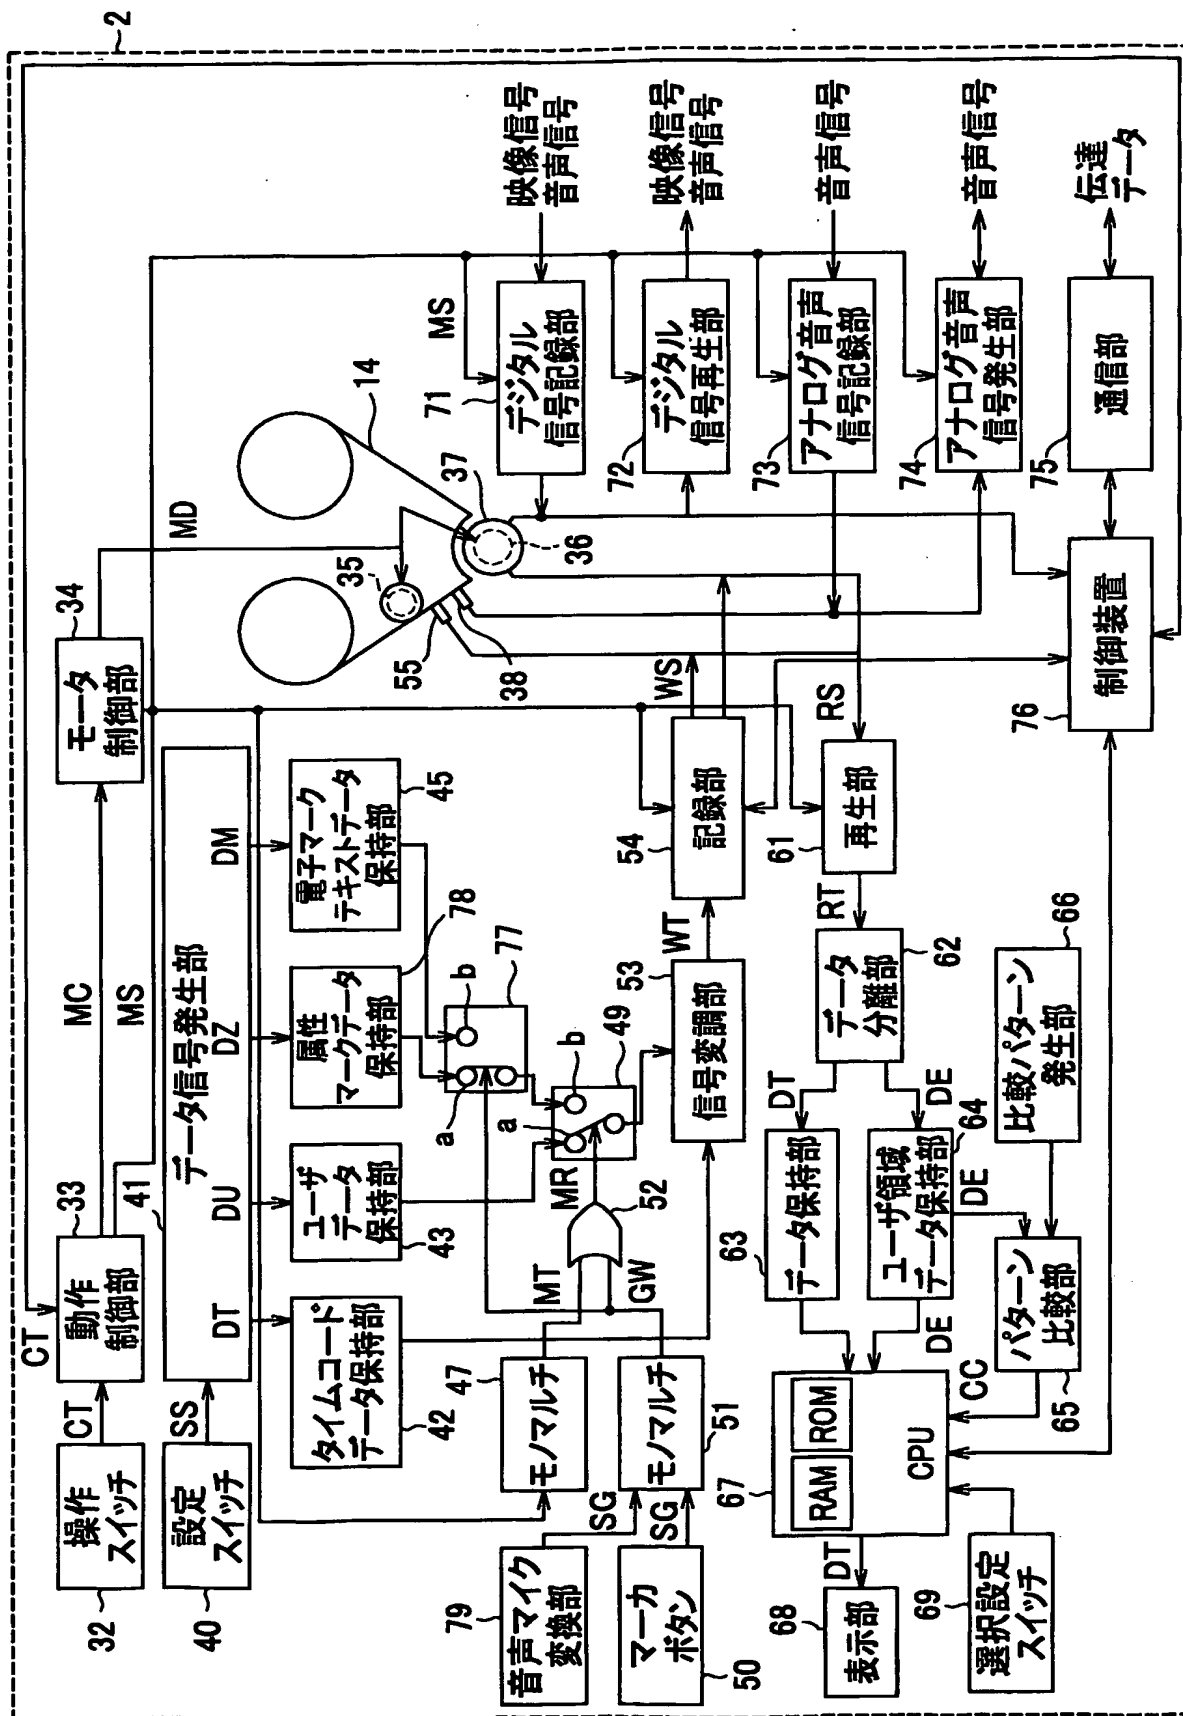 2
CT
操作
スイッチ
32
CT
動作
制御部
33
MC
MS
モータ
制御部
34
MD
設定
スイッチ
40
SS
データ信号発生部
41
DT
DU
DZ
DM
タイムコード
データ保持部
42
ユーザ
データ
保持部
43
属性
マークデータ
保持部
78
電子マーク
テキストデータ
保持部
45
35
14
37
36
55
38
a
b
77
a
b
49
モノマルチ
47
MT
MR
52
GW
モノマルチ
51
音声マイク
変換部
79
SG
マーカ
ボタン
50
SG
信号変調部
53
WT
記録部
54
WS
再生部
61
RS
RT
データ
分離部
62
DT
DE
データ保持部
63
ユーザ領域
データ保持部
64
DE
DE
比較パターン
発生部
66
パターン
比較部
65
CC
RAM
ROM
CPU
67
DT
表示部
68
選択設定
スイッチ
69
MS
デジタル
信号記録部
71
映像信号
音声信号
デジタル
信号再生部
72
映像信号
音声信号
アナログ音声
信号記録部
73
音声信号
アナログ音声
信号発生部
74
音声信号
通信部
75
伝達
データ
制御装置
76